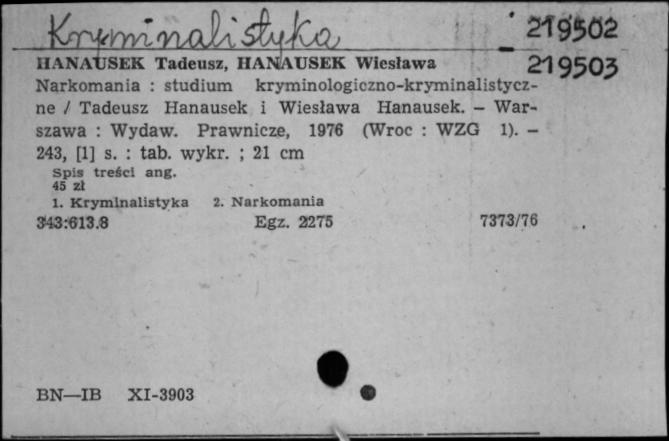 Kryminalistyka 219502
HANAUSEK Tadeusz, HANAUSEK Wiesława 219503
Narkomania : studium kryminologiczno-kryminalistycz-
ne / Tadeusz Hanausek i Wiesława Hanausek. — War-
szawa : Wydaw. Prawnicze, 1976 (Wroc : WZG 1). —
243, [1] s. : tab. wykr. ; 21 cm
Spis treści ang.
45 zł
1. Kryminalistyka 2. Narkomania
343:613.8 Egz. 2275 7373/76
BN—IB XI-3903